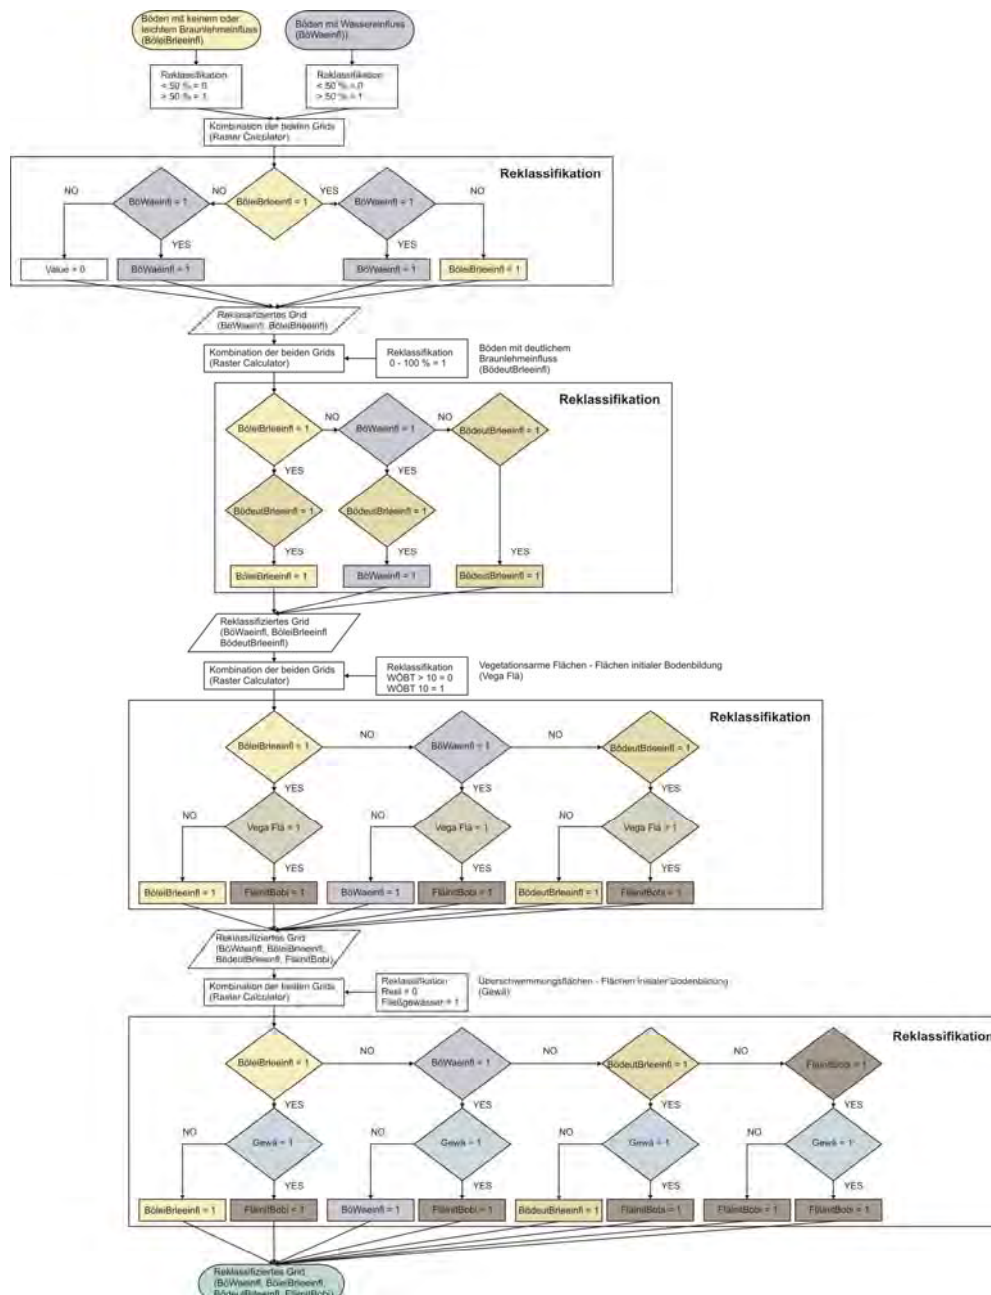 Böden mit keinem oder
leichtem Braunlehmeinfluss
(BöleiBrleeinfl)
Böden mit Wassereinfluss
(BöWaeinfl))
Reklassifikation
< 50 % = 0
> 50 % = 1
Reklassifikation
< 50 % = 0
> 50 % = 1
Kombination der beiden Grids
(Raster Calculator)
Reklassifikation
NO
BöWaeinfl = 1
NO
BöleiBrleeinfl = 1
YES
BöWaeinfl = 1
NO
YES
YES
Value = 0
BöWaeinfl = 1
BöWaeinfl = 1
BöleiBrleeinfl = 1
Reklassifiziertes Grid
(BöWaeinfl, BöleiBrleeinfl)
Kombination der beiden Grids
(Raster Calculator)
Reklassifikation
0 - 100 % = 1
Böden mit deutlichem
Braunlehmeinfluss
(BödeutBrleeinfl)
Reklassifikation
BöleiBrleeinfl = 1
NO
BöWaeinfl = 1
NO
BödeutBrleeinfl = 1
YES
YES
BödeutBrleeinfl = 1
BödeutBrleeinfl = 1
YES
YES
YES
BöleiBrleeinfl = 1
BöWaeinfl = 1
BödeutBrleeinfl = 1
Reklassifiziertes Grid
(BöWaeinfl, BöleiBrleeinfl
BödeutBrleeinfl)
Kombination der beiden Grids
(Raster Calculator)
Reklassifikation
WÖBT > 10 = 0
WÖBT 10 = 1
Vegetationsarme Flächen - Flächen initialer Bodenbildung
(Vega Flä)
Reklassifikation
BöleiBrleeinfl = 1
NO
BöWaeinfl = 1
NO
BödeutBrleeinfl = 1
YES
YES
YES
NO
Vega Flä = 1
NO
Vega Flä = 1
NO
Vega Flä = 1
YES
YES
YES
BöleiBrleeinfl = 1
FläinitBobi = 1
BöWaeinfl = 1
FläinitBobi = 1
BödeutBrleeinfl = 1
FläinitBobi = 1
Reklassifiziertes Grid
(BöWaeinfl, BöleiBrleeinfl,
BödeutBrleeinfl, FläinitBobi)
Kombination der beiden Grids
(Raster Calculator)
Reklassifikation
Rest = 0
Fließgewässer = 1
Überschwemmungsflächen - Flächen initialer Bodenbildung
(Gewä)
Reklassifikation
BöleiBrleeinfl = 1
NO
BöWaeinfl = 1
NO
BödeutBrleeinfl = 1
NO
FläinitBobi = 1
YES
YES
YES
YES
NO
Gewä = 1
NO
Gewä = 1
NO
Gewä = 1
NO
Gewä = 1
YES
YES
YES
YES
BöleiBrleeinfl = 1
FläinitBobi = 1
BöWaeinfl = 1
FläinitBobi = 1
BödeutBrleeinfl = 1
FläinitBobi = 1
FläinitBobi = 1
FläinitBobi = 1
Reklassifiziertes Grid
(BöWaeinfl, BöleiBrleeinfl,
BödeutBrleeinfl, FläinitBobi)